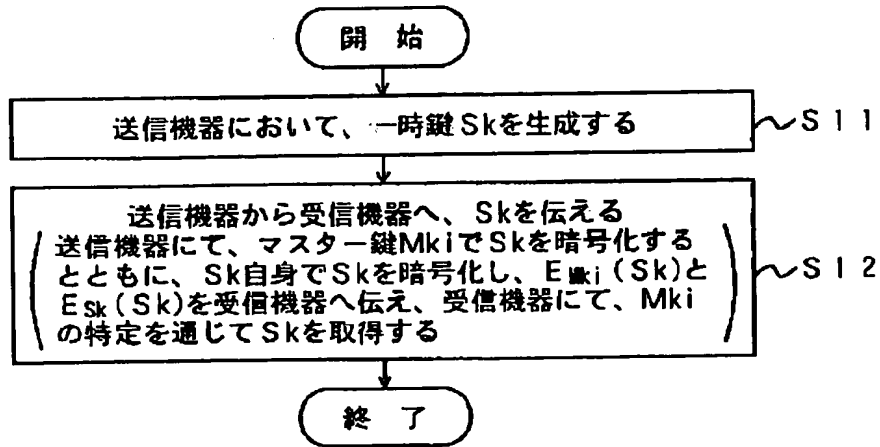 開 始
送信機器において、一時鍵Skを生成する
S11
送信機器から受信機器へ、Skを伝える
送信機器にて、マスター鍵MkiでSkを暗号化する
とともに、Sk自身でSkを暗号化し、EMki(Sk)と
ESk(Sk)を受信機器へ伝え、受信機器にて、Mki
の特定を通じてSkを取得する
S12
終 了